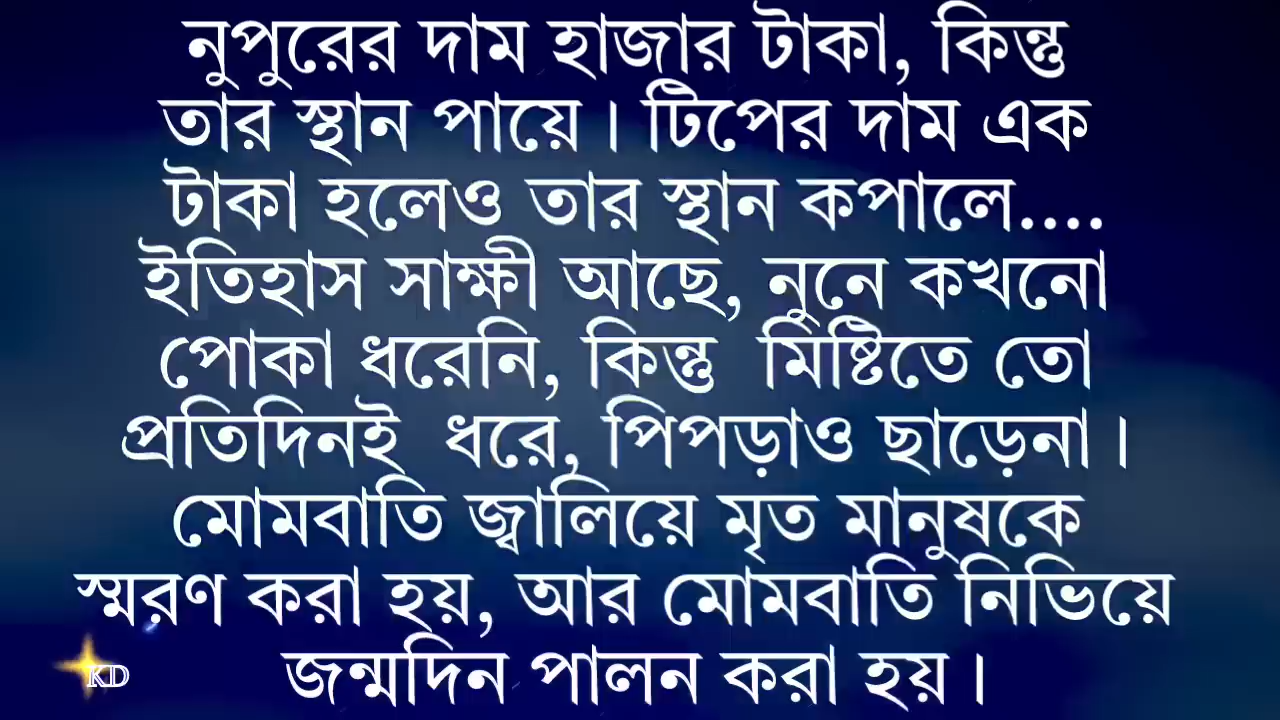 নুপুরের দাম হাজার টাকা, কিন্তু
তার স্থান পায়ে। টিপের দাম এক
টাকা হলেও তার স্থান কপালে....
ইতিহাস সাক্ষী আছে, নুনে কখনো
পোকা ধরেনি, কিন্তু মিষ্টিতে তো
প্রতিদিনই ধরে, পিপড়াও ছাড়েনা।
মোমবাতি জ্বালিয়ে মৃত মানুষকে
স্মরণ করা হয়, আর মোমবাতি নিভিয়ে
জন্মদিন পালন করা হয়।
KD